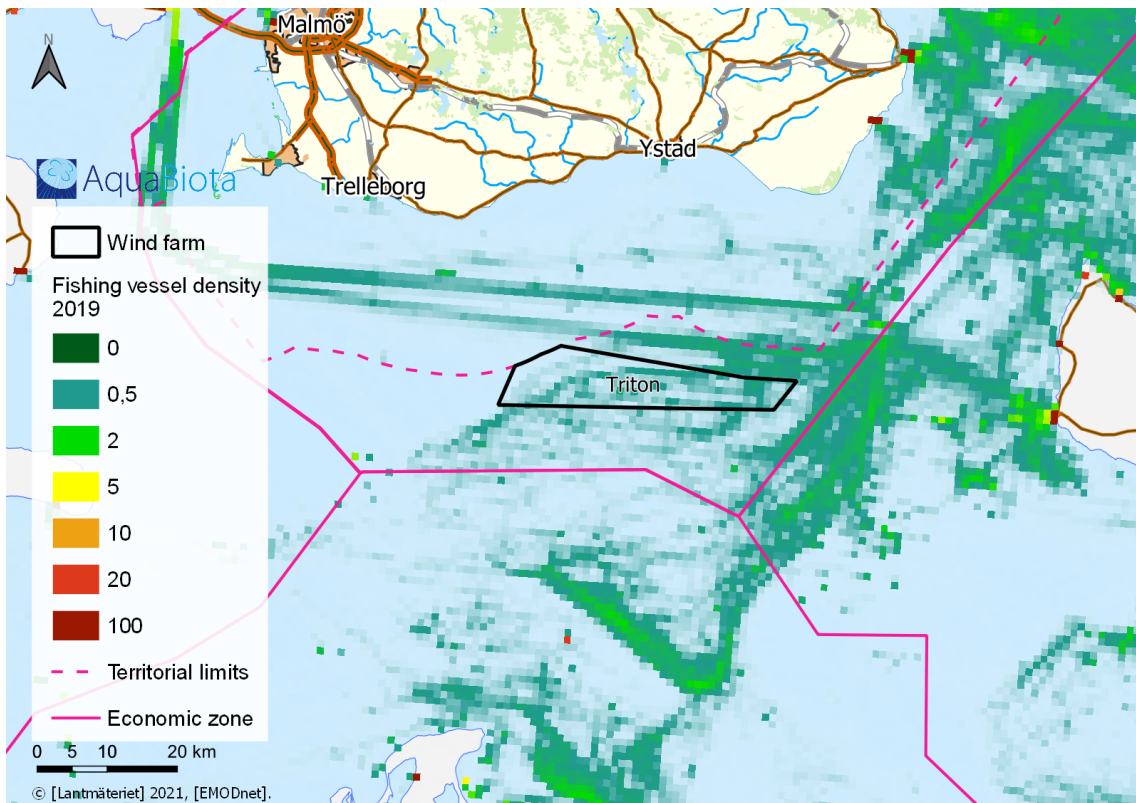 Malmö
N
Ystad
AquaBiota
Trelleborg
Wind farm
Fishing vessel density
2019
0
0,5
2
5
10
20
100
Territorial limits
Economic zone
Triton
0 5 10 20 km
© [Lantmäteriet] 2021, [EMODnet].